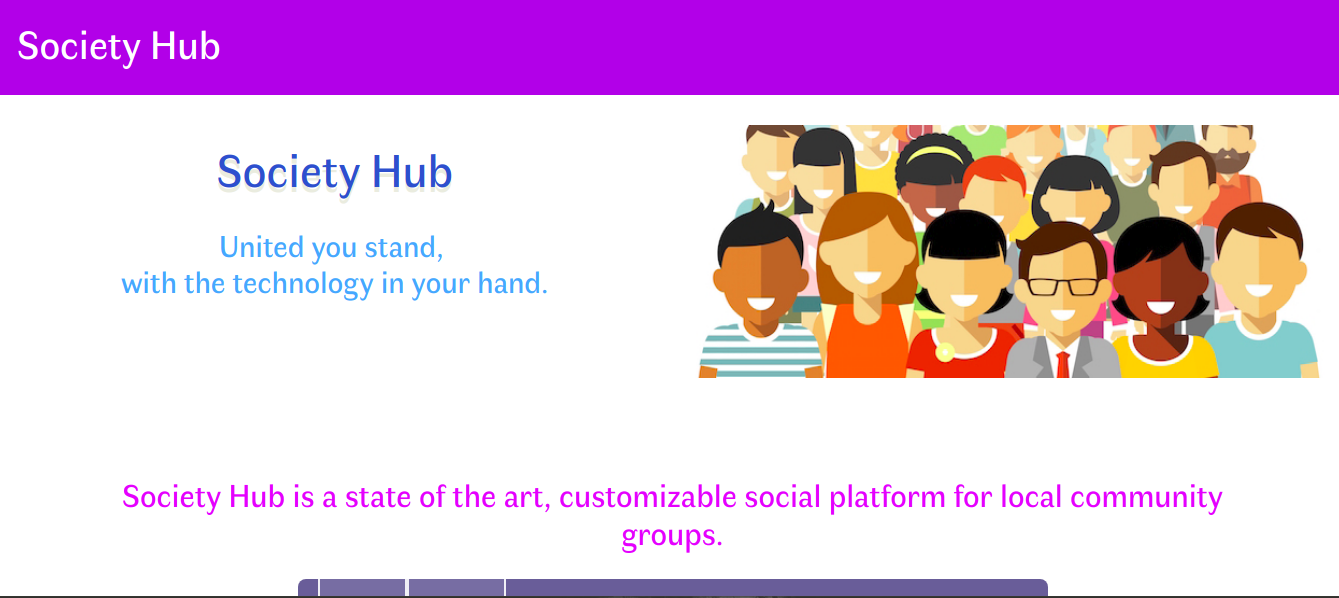 Society Hub
Society Hub
United you stand,
with the technology in your hand.
Society Hub is a state of the art, customizable social platform for local community
groups.